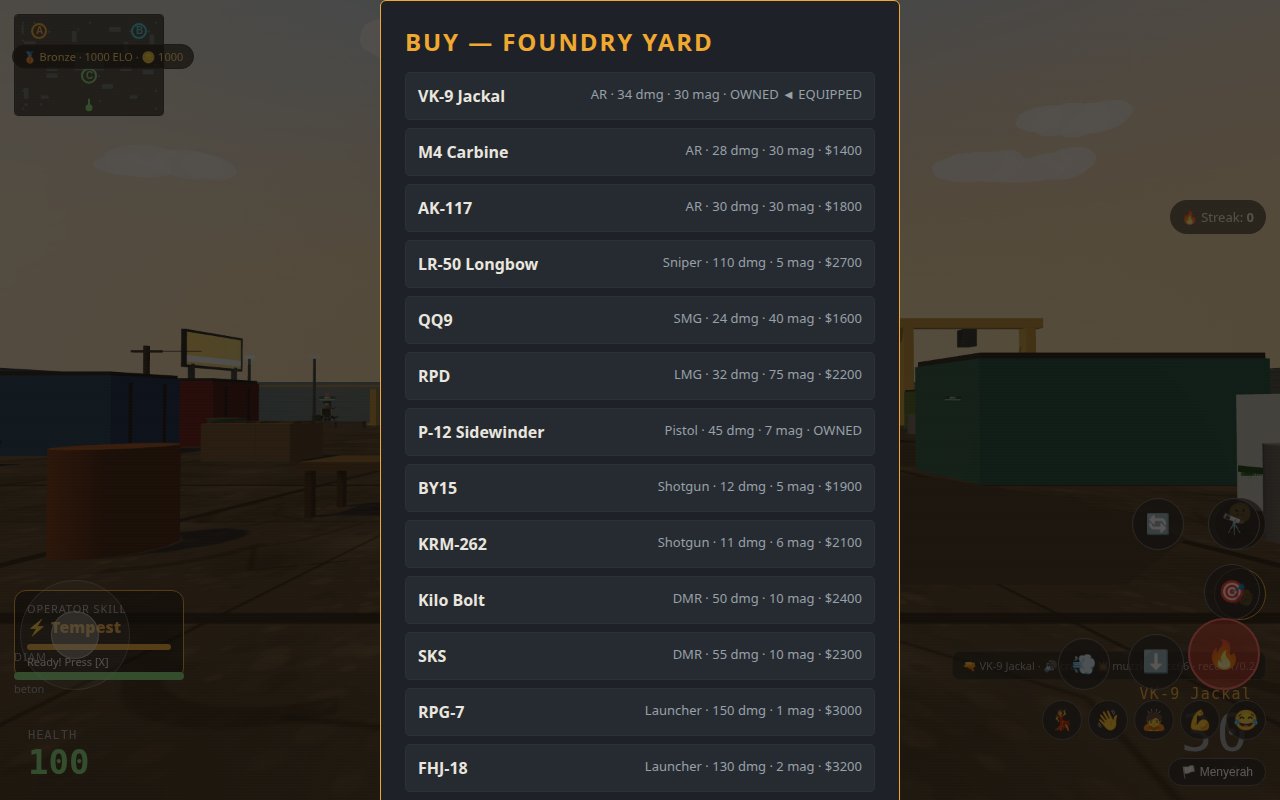 A
B
🏅 Bronze · 1000 ELO · 🪙 1000
C
BUY — FOUNDRY YARD
VK-9 Jackal AR · 34 dmg · 30 mag · OWNED ◄ EQUIPPED
M4 Carbine AR · 28 dmg · 30 mag · $1400
AK-117 AR · 30 dmg · 30 mag · $1800
LR-50 Longbow Sniper · 110 dmg · 5 mag · $2700
QQ9 SMG · 24 dmg · 40 mag · $1600
RPD LMG · 32 dmg · 75 mag · $2200
P-12 Sidewinder Pistol · 45 dmg · 7 mag · OWNED
BY15 Shotgun · 12 dmg · 5 mag · $1900
KRM-262 Shotgun · 11 dmg · 6 mag · $2100
Kilo Bolt DMR · 50 dmg · 10 mag · $2400
SKS DMR · 55 dmg · 10 mag · $2300
RPG-7 Launcher · 150 dmg · 1 mag · $3000
FHJ-18 Launcher · 130 dmg · 2 mag · $3200
🔥 Streak: 0
OPERATOR SKILL
⚡ Tempest
Ready! Press [X]
DIAM
beton
HEALTH
100
VK-9 Jackal ·
VK-9 Jackal
30
🏳 Menyerah